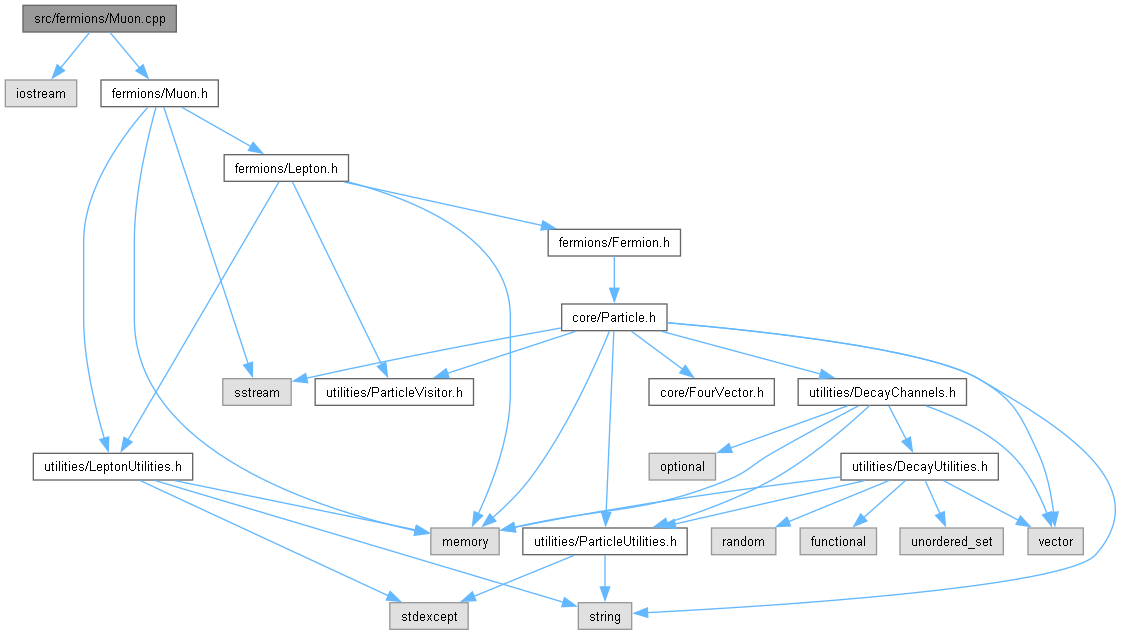 src/fermions/Muon.cpp
iostream
fermions/Muon.h
fermions/Lepton.h
fermions/Fermion.h
core/Particle.h
sstream
utilities/ParticleVisitor.h
core/FourVector.h
utilities/DecayChannels.h
utilities/LeptonUtilities.h
optional
utilities/DecayUtilities.h
memory
utilities/ParticleUtilities.h
random
functional
unordered_set
vector
stdexcept
string